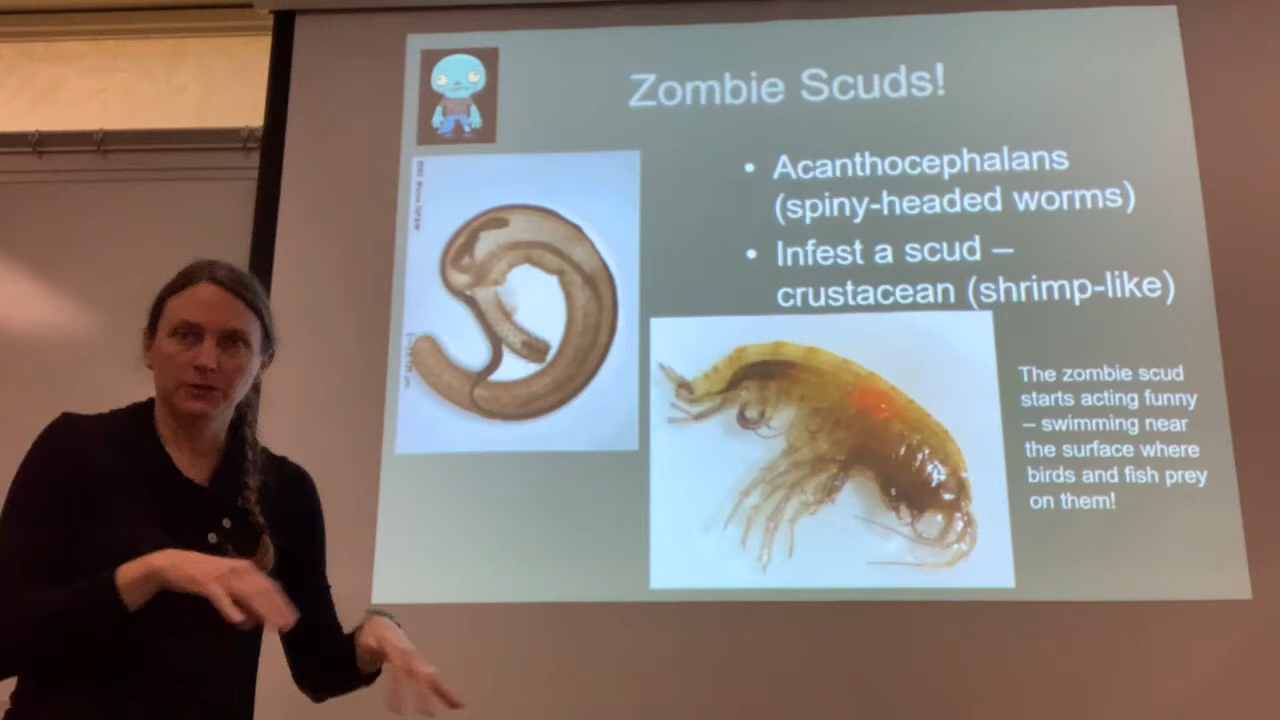 Zombie Scuds!
• Acanthocephalans
(spiny-headed worms)
• Infest a scud –
crustacean (shrimp-like)
The zombie scud
starts acting funny
– swimming near
the surface where
birds and fish prey
on them!